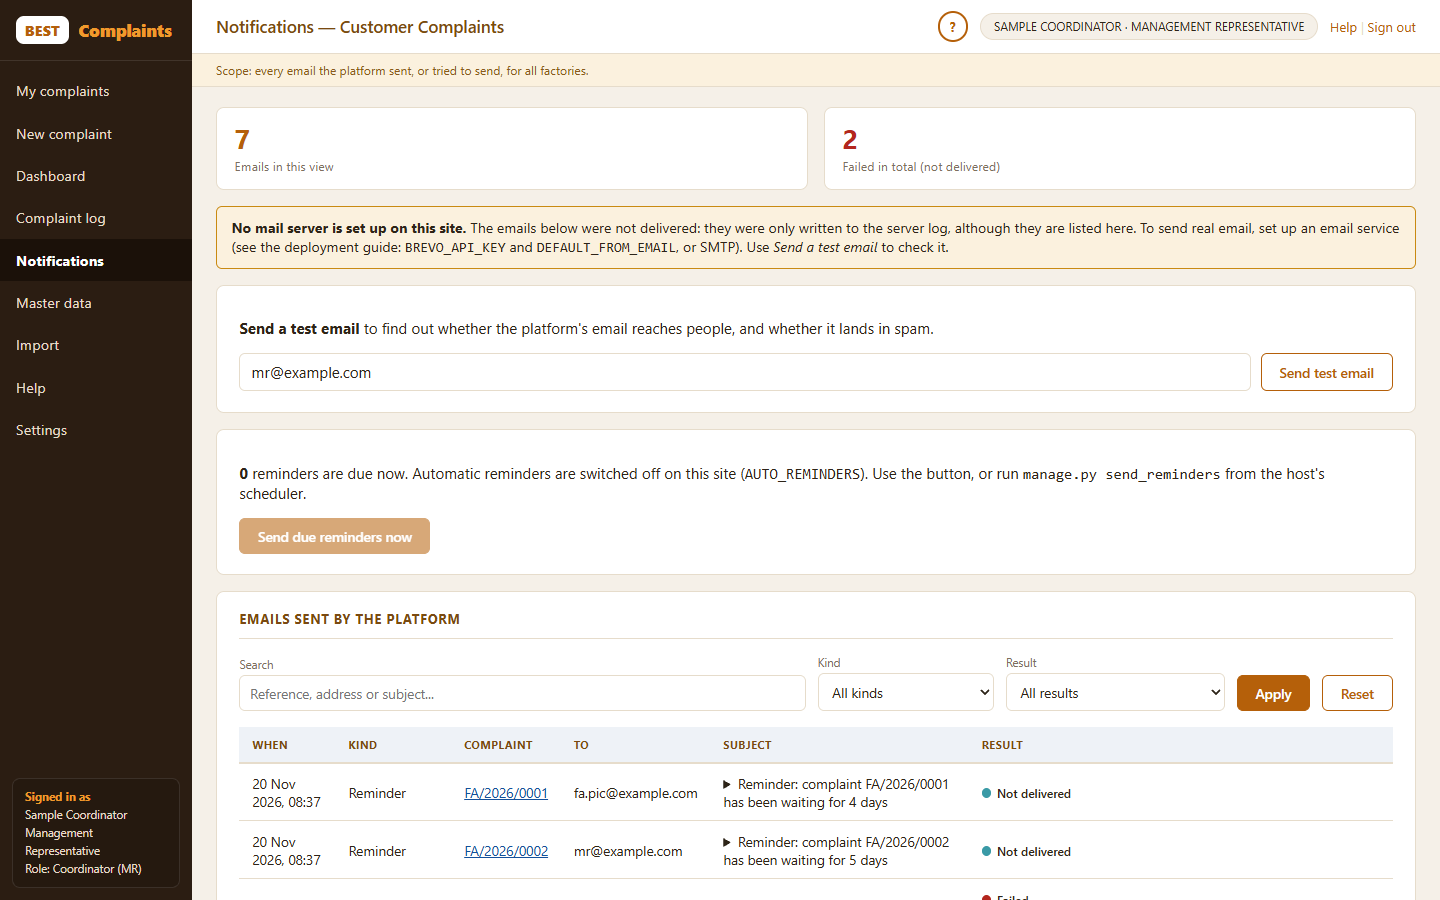 BEST Complaints
My complaints
New complaint
Dashboard
Complaint log
Notifications
Master data
Import
Help
Settings
Signed in as
Sample Coordinator
Management
Representative
Role: Coordinator (MR)
Notifications — Customer Complaints
?
SAMPLE COORDINATOR · MANAGEMENT REPRESENTATIVE
Help | Sign out
Scope: every email the platform sent, or tried to send, for all factories.
7
Emails in this view
2
Failed in total (not delivered)
No mail server is set up on this site. The emails below were not delivered: they were only written to the server log, although they are listed here. To send real email, set up an email service
(see the deployment guide: BREVO_API_KEY and DEFAULT_FROM_EMAIL, or SMTP). Use Send a test email to check it.
Send a test email to find out whether the platform's email reaches people, and whether it lands in spam.
mr@example.com
Send test email
0 reminders are due now. Automatic reminders are switched off on this site (AUTO_REMINDERS). Use the button, or run manage.py send_reminders from the host's
scheduler.
Send due reminders now
EMAILS SENT BY THE PLATFORM
Search
Kind
Result
Reference, address or subject...
All kinds
All results
Apply
Reset
WHEN KIND COMPLAINT TO SUBJECT RESULT
20 Nov
2026, 08:37
Reminder
FA/2026/0001
fa.pic@example.com
Reminder: complaint FA/2026/0001
has been waiting for 4 days
Not delivered
20 Nov
2026, 08:37
Reminder
FA/2026/0002
mr@example.com
Reminder: complaint FA/2026/0002
has been waiting for 5 days
Not delivered
Failed